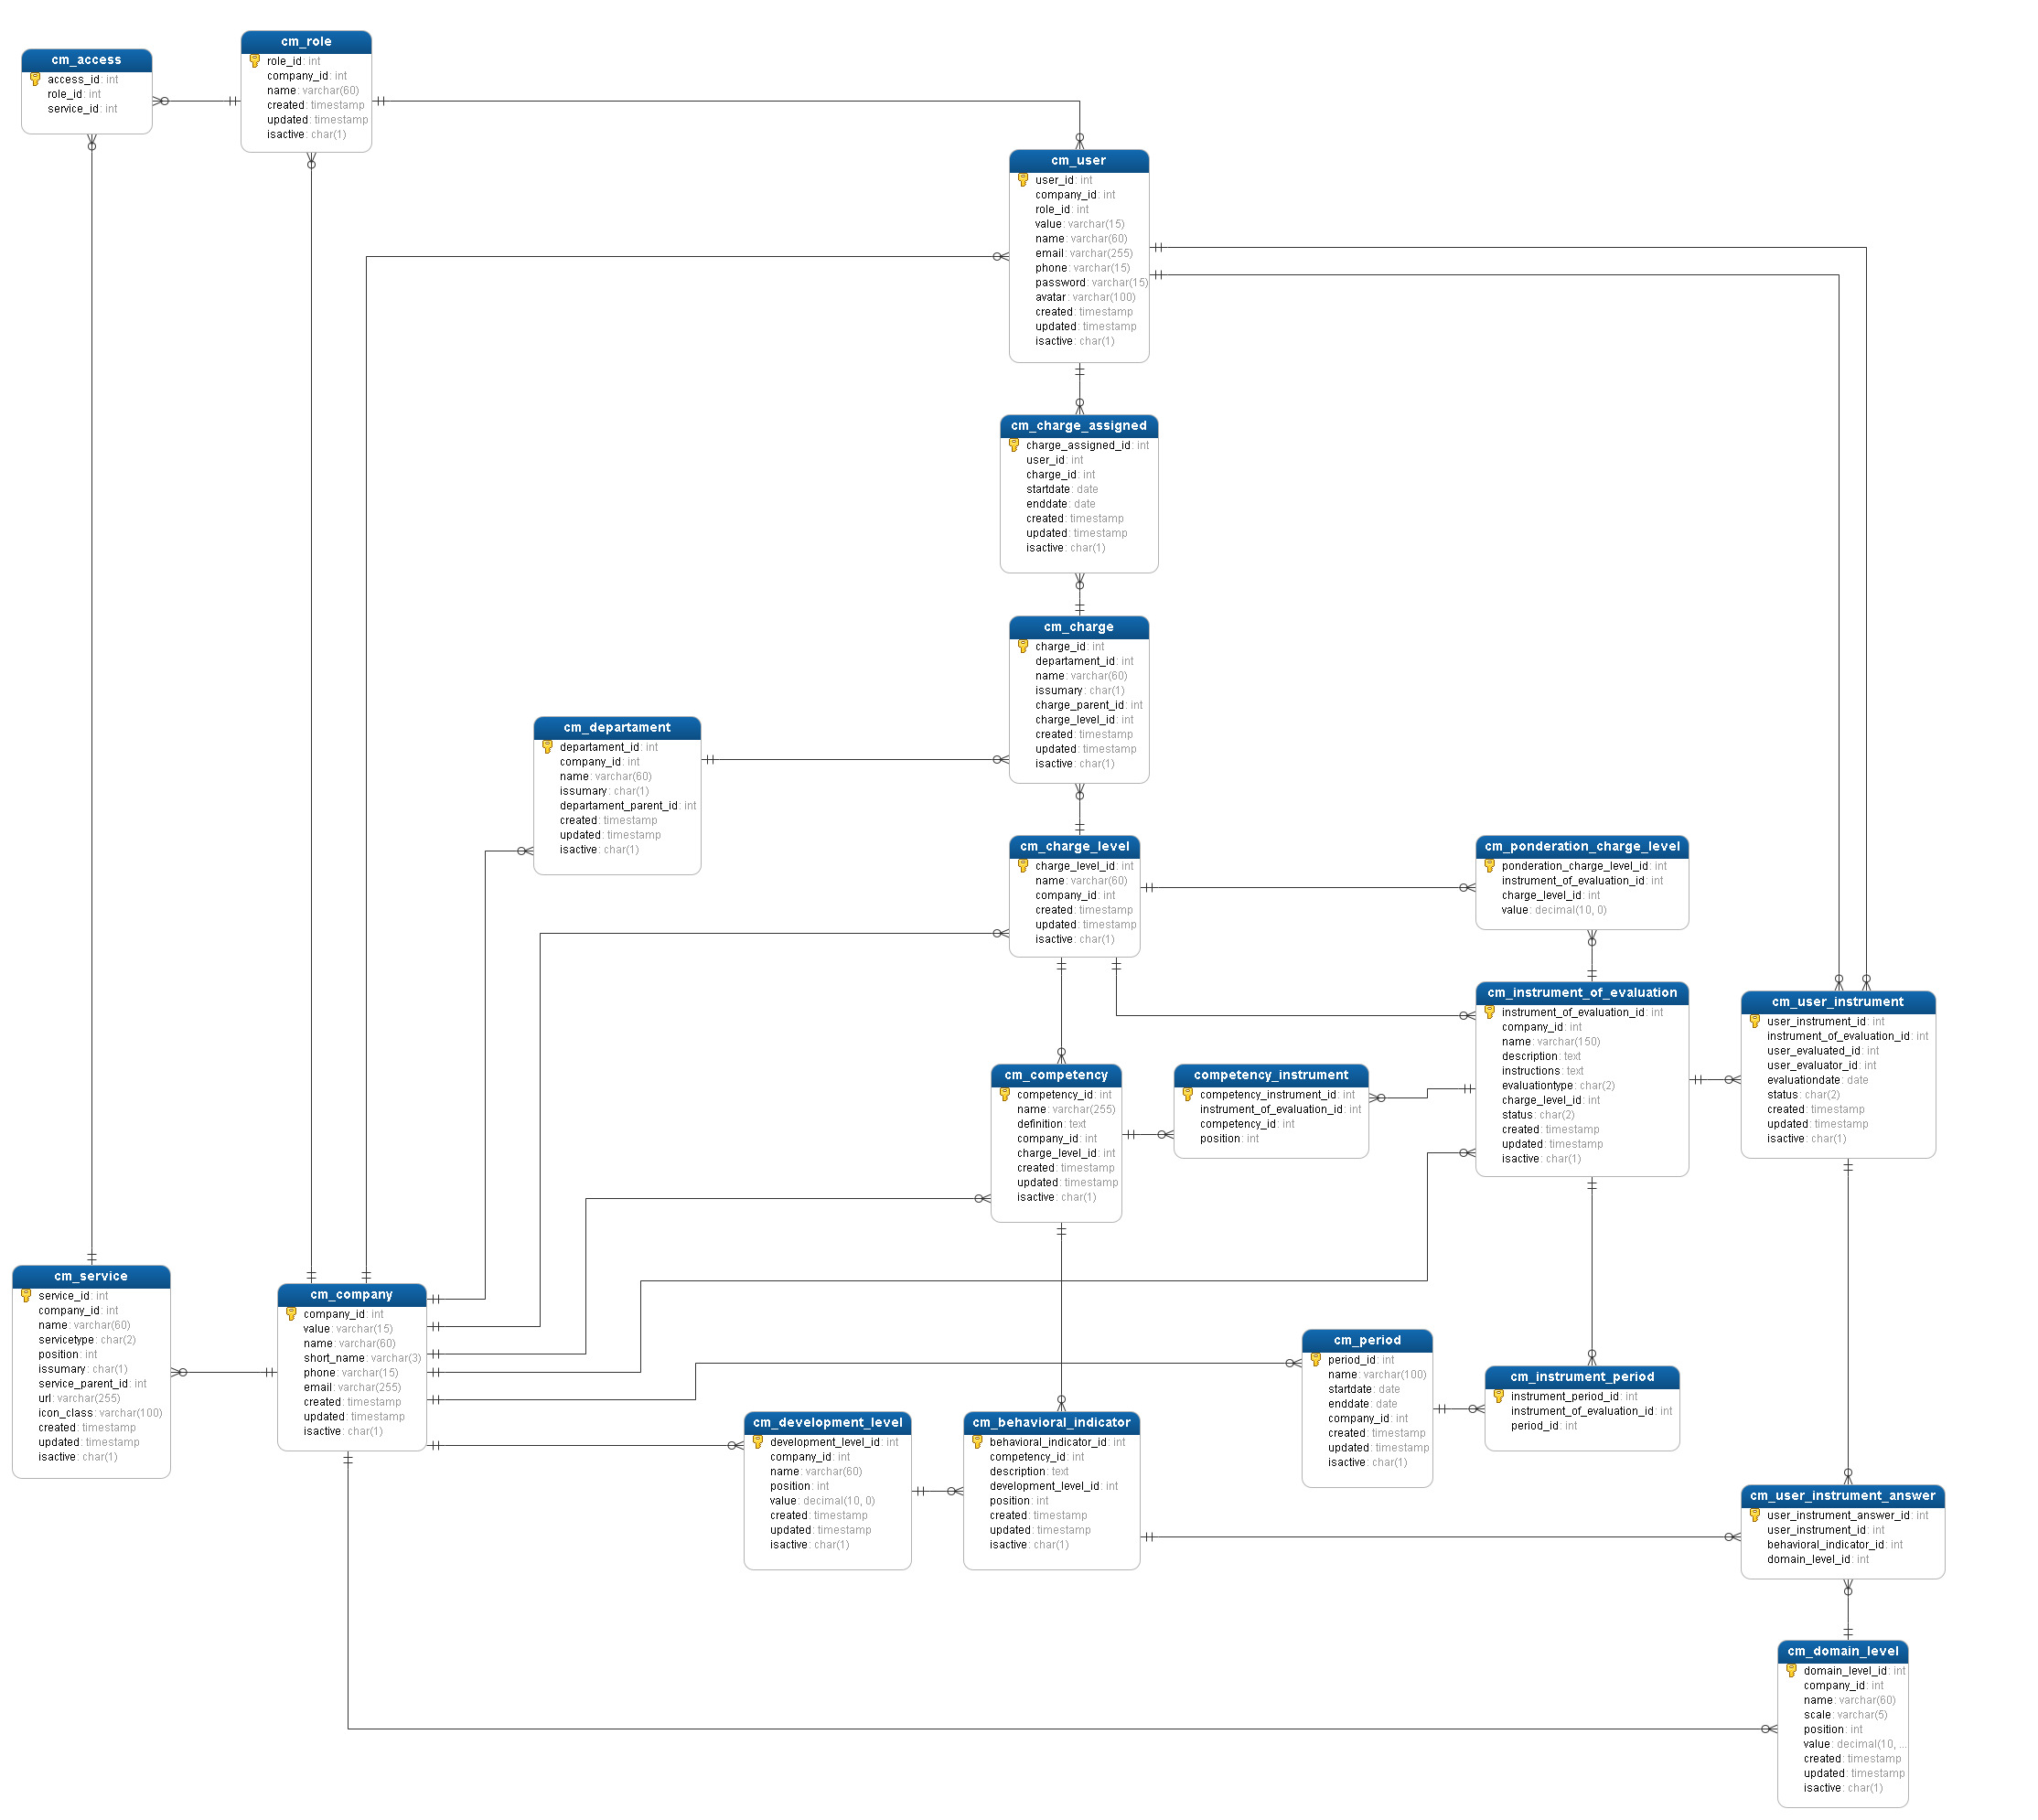 cm_access
access_id: int
role_id: int
service_id: int
cm_role
role_id: int
company_id: int
name: varchar(60)
created: timestamp
updated: timestamp
isactive: char(1)
cm_user
user_id: int
company_id: int
role_id: int
value: varchar(15)
name: varchar(60)
email: varchar(255)
phone: varchar(15)
password: varchar(15)
avatar: varchar(100)
created: timestamp
updated: timestamp
isactive: char(1)
cm_charge_assigned
charge_assigned_id: int
user_id: int
charge_id: int
startdate: date
enddate: date
created: timestamp
updated: timestamp
isactive: char(1)
cm_charge
charge_id: int
departament_id: int
name: varchar(60)
issumary: char(1)
charge_parent_id: int
charge_level_id: int
created: timestamp
updated: timestamp
isactive: char(1)
cm_departament
departament_id: int
company_id: int
name: varchar(60)
issumary: char(1)
departament_parent_id: int
created: timestamp
updated: timestamp
isactive: char(1)
cm_charge_level
charge_level_id: int
name: varchar(60)
company_id: int
created: timestamp
updated: timestamp
isactive: char(1)
cm_ponderation_charge_level
ponderation_charge_level_id: int
instrument_of_evaluation_id: int
charge_level_id: int
value: decimal(10, 0)
cm_instrument_of_evaluation
instrument_of_evaluation_id: int
company_id: int
name: varchar(150)
description: text
instructions: text
evaluationtype: char(2)
charge_level_id: int
status: char(2)
created: timestamp
updated: timestamp
isactive: char(1)
cm_user_instrument
user_instrument_id: int
instrument_of_evaluation_id: int
user_evaluated_id: int
user_evaluator_id: int
evaluationdate: date
status: char(2)
created: timestamp
updated: timestamp
isactive: char(1)
cm_competency
competency_id: int
name: varchar(255)
definition: text
company_id: int
charge_level_id: int
created: timestamp
updated: timestamp
isactive: char(1)
competency_instrument
competency_instrument_id: int
instrument_of_evaluation_id: int
competency_id: int
position: int
cm_service
service_id: int
company_id: int
name: varchar(60)
servicetype: char(2)
position: int
issumary: char(1)
service_parent_id: int
url: varchar(255)
icon_class: varchar(100)
created: timestamp
updated: timestamp
isactive: char(1)
cm_company
company_id: int
value: varchar(15)
name: varchar(60)
short_name: varchar(3)
phone: varchar(15)
email: varchar(255)
created: timestamp
updated: timestamp
isactive: char(1)
cm_period
period_id: int
name: varchar(100)
startdate: date
enddate: date
company_id: int
created: timestamp
updated: timestamp
isactive: char(1)
cm_instrument_period
instrument_period_id: int
instrument_of_evaluation_id: int
period_id: int
cm_development_level
development_level_id: int
company_id: int
name: varchar(60)
position: int
value: decimal(10, 0)
created: timestamp
updated: timestamp
isactive: char(1)
cm_behavioral_indicator
behavioral_indicator_id: int
competency_id: int
description: text
development_level_id: int
position: int
created: timestamp
updated: timestamp
isactive: char(1)
cm_user_instrument_answer
user_instrument_answer_id: int
user_instrument_id: int
behavioral_indicator_id: int
domain_level_id: int
cm_domain_level
domain_level_id: int
company_id: int
name: varchar(60)
scale: varchar(5)
position: int
value: decimal(10, ...
created: timestamp
updated: timestamp
isactive: char(1)